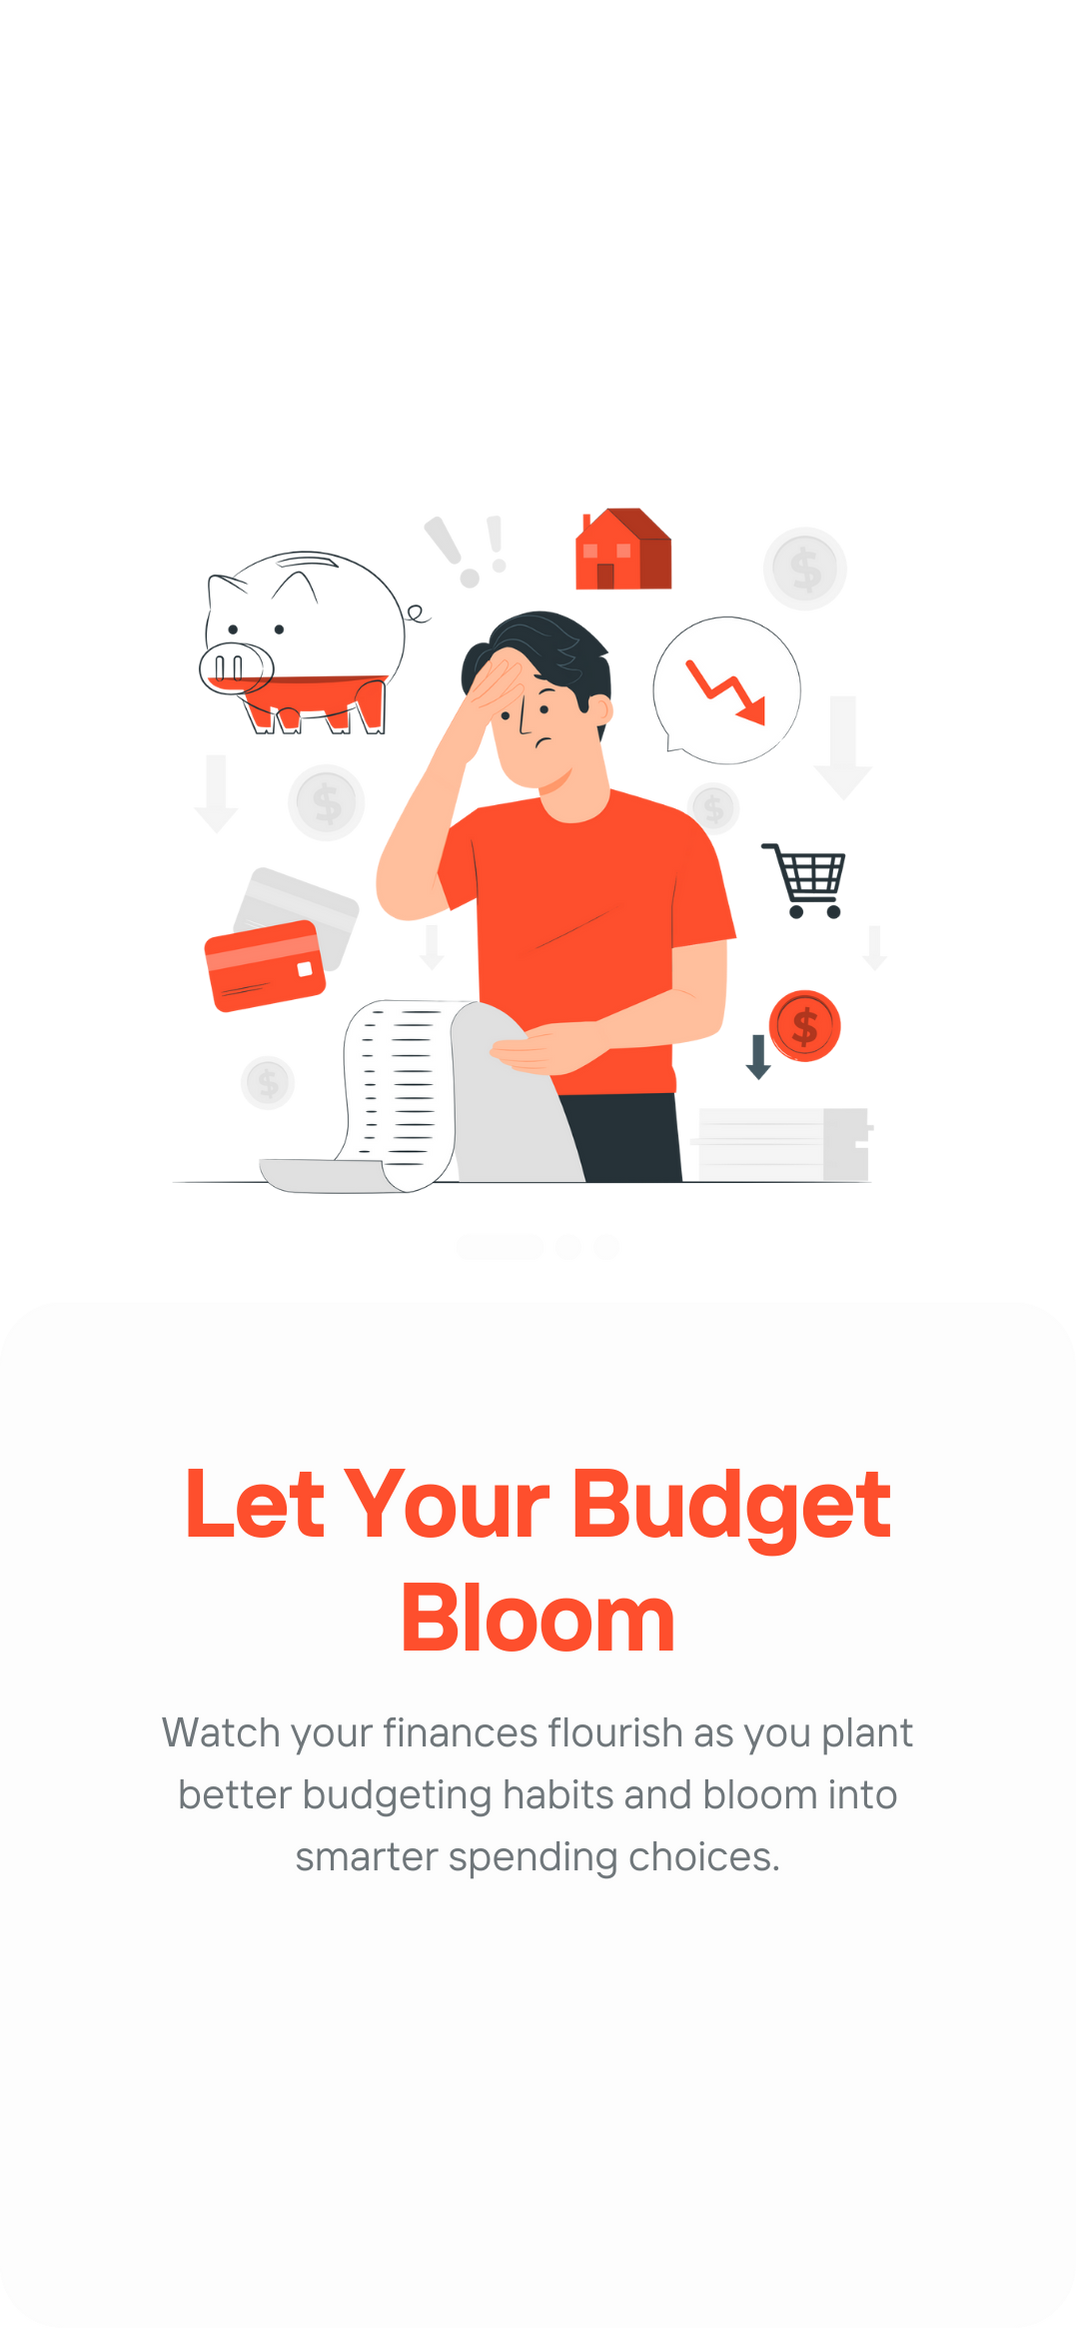 Let Your Budget
Bloom
Watch your finances flourish as you plant
better budgeting habits and bloom into
smarter spending choices.